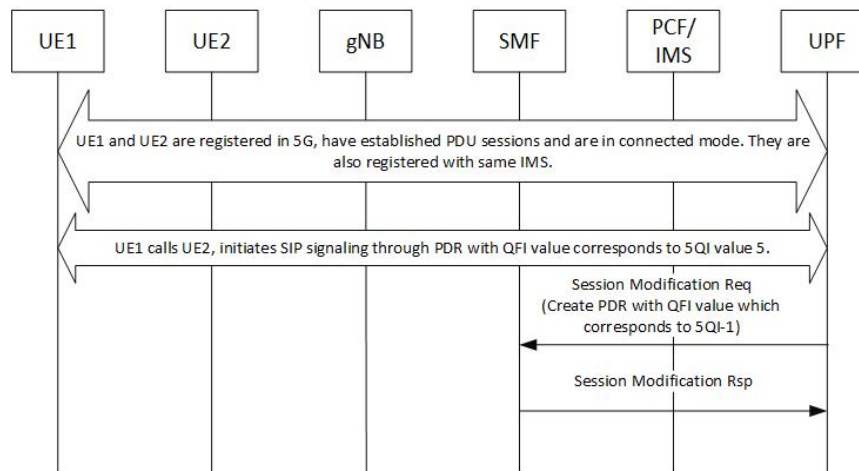 UE1
UE2
gNB
SMF
PCF/
IMS
UPF
UE1 and UE2 are registered in 5G, have established PDU sessions and are in connected mode. They are
also registered with same IMS.
UE1 calls UE2, initiates SIP signaling through PDR with QFI value corresponds to 5QI value 5.
Session Modification Req
(Create PDR with QFI value which
corresponds to 5QI-1)
Session Modification Rsp